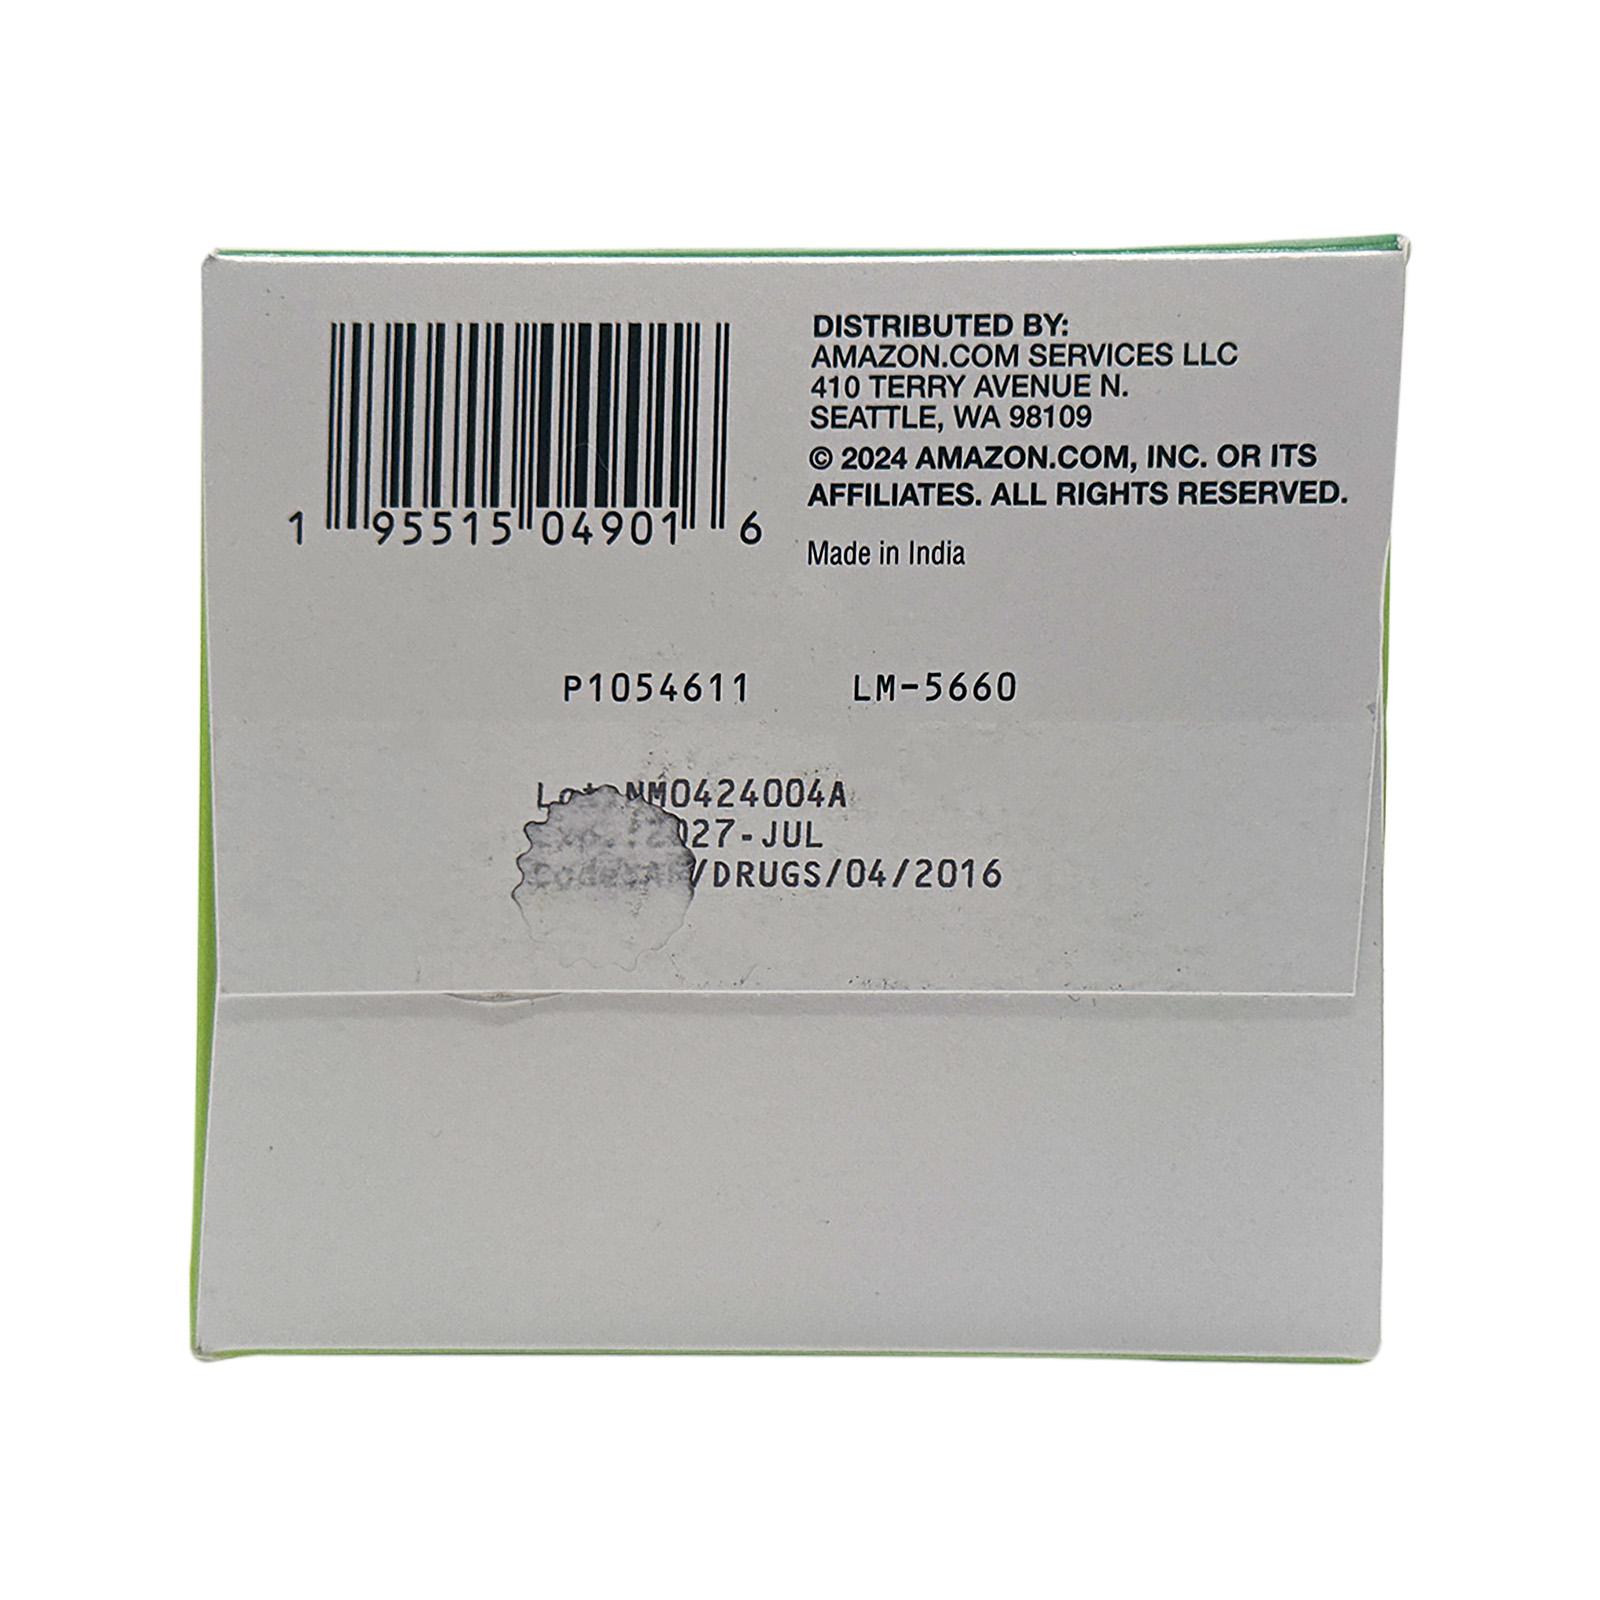 1 95515 04901 6
DISTRIBUTED BY:
AMAZON.COM SERVICES LLC
410 TERRY AVENUE N.
SEATTLE, WA 98109
© 2024 AMAZON.COM, INC. OR ITS
AFFILIATES. ALL RIGHTS RESERVED.
Made in India
P1054611 LM-5660
Lot NM0424004A
027-JUL
/DRUGS/04/2016